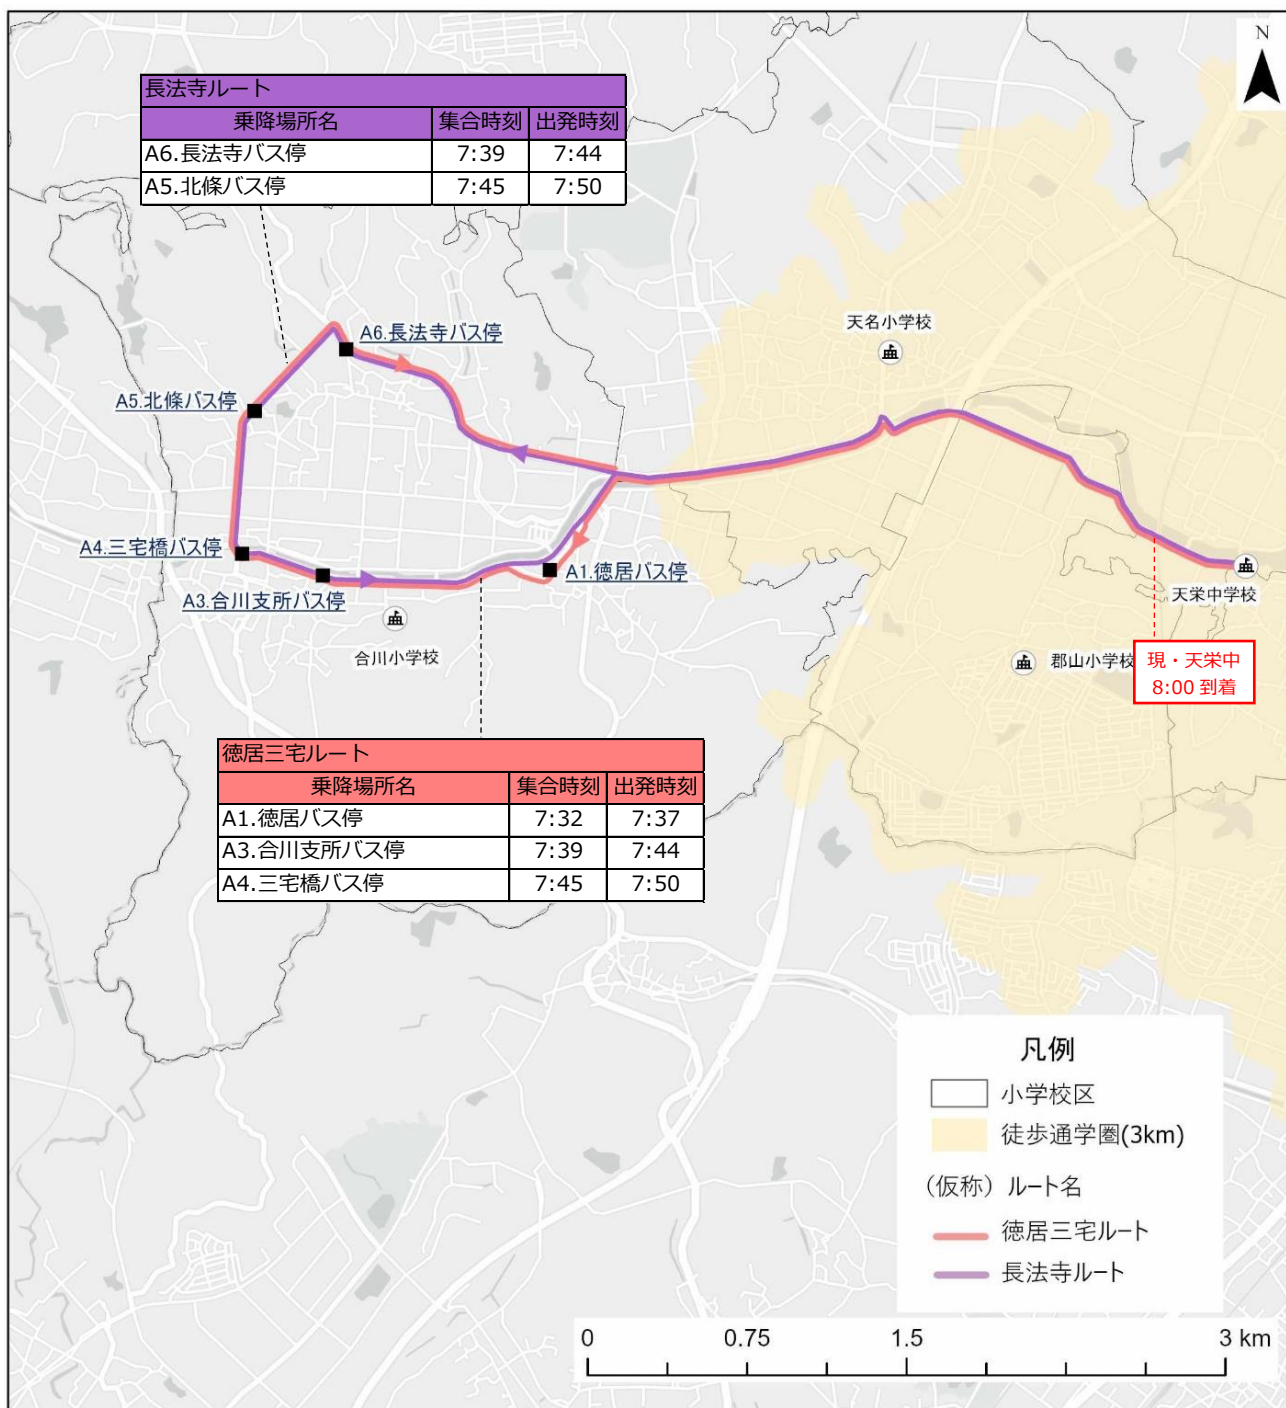 N
長法寺ルート
乗降場所名 集合時刻 出発時刻
A6.長法寺バス停 7:39 7:44
A5.北條バス停 7:45 7:50
天名小学校
A6.長法寺バス停
A5.北條バス停
A4.三宅橋バス停
A1.徳居バス停
天栄中学校
A3.合川支所バス停
合川小学校
郡山小学校
現・天栄中
8:00 到着
徳居三宅ルート
乗降場所名 集合時刻 出発時刻
A1.徳居バス停 7:32 7:37
A3.合川支所バス停 7:39 7:44
A4.三宅橋バス停 7:45 7:50
凡例
小学校区
徒歩通学圏(3km)
（仮称）ルート名
徳居三宅ルート
長法寺ルート
0 0.75 1.5 3 km